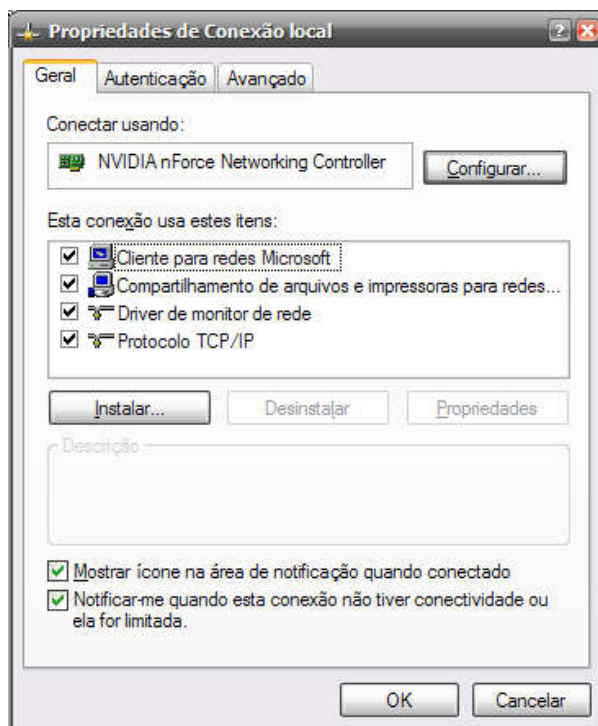 Propriedades de Conexão local
Geral
Autenticação
Avançado
Conectar usando:
NVIDIA nForce Networking Controller
Configurar...
Esta conexão usa estes itens:
Cliente para redes Microsoft
Compartilhamento de arquivos e impressoras para redes...
Driver de monitor de rede
Protocolo TCP/IP
Instalar...
Desinstalar
Propriedades
Descrição
Mostrar ícone na área de notificação quando conectado
Notificar-me quando esta conexão não tiver conectividade ou
ela for limitada.
OK
Cancelar